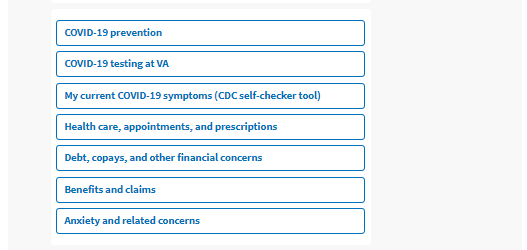 COVID-19 prevention
COVID-19 testing at VA
My current COVID-19 symptoms (CDC self-checker tool)
Health care, appointments, and prescriptions
Debt, copays, and other financial concerns
Benefits and claims
Anxiety and related concerns